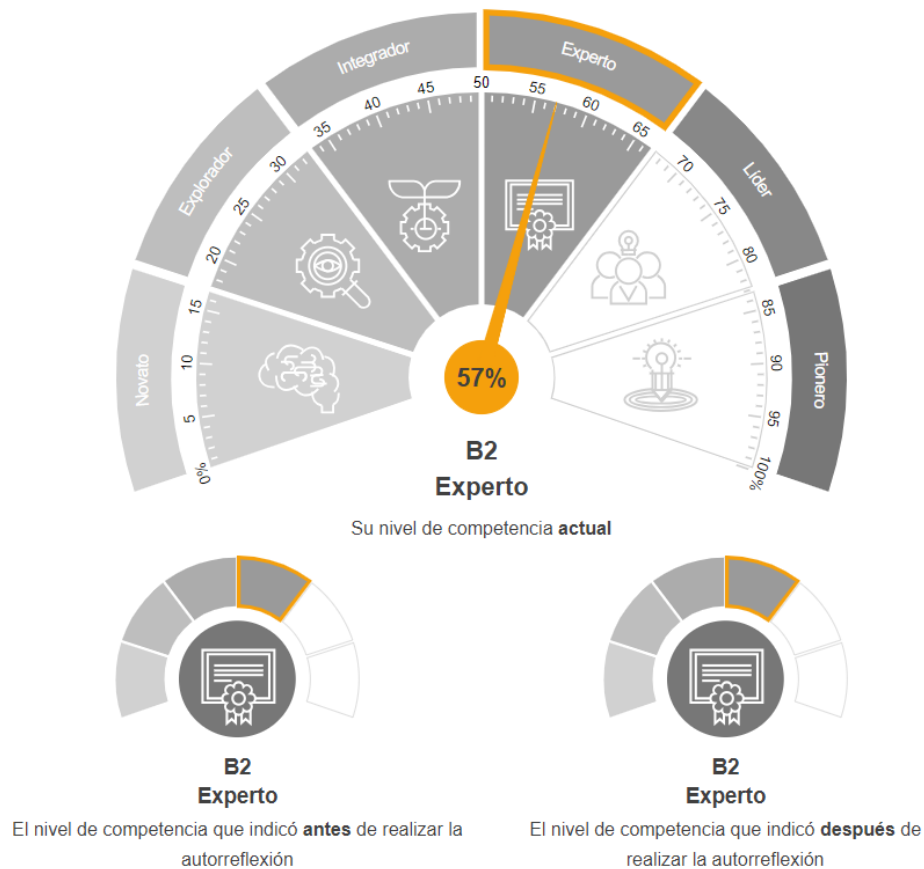 Novato
Explorador
Integrador
Experto
Líder
Pionero
0%
5
10
15
20
25
30
35
40
45
50
55
60
65
70
75
80
85
90
95
100%
57%
B2
Experto
Su nivel de competencia actual
B2
Experto
El nivel de competencia que indicó antes de realizar la
autorreflexión
B2
Experto
El nivel de competencia que indicó después de
realizar la autorreflexión